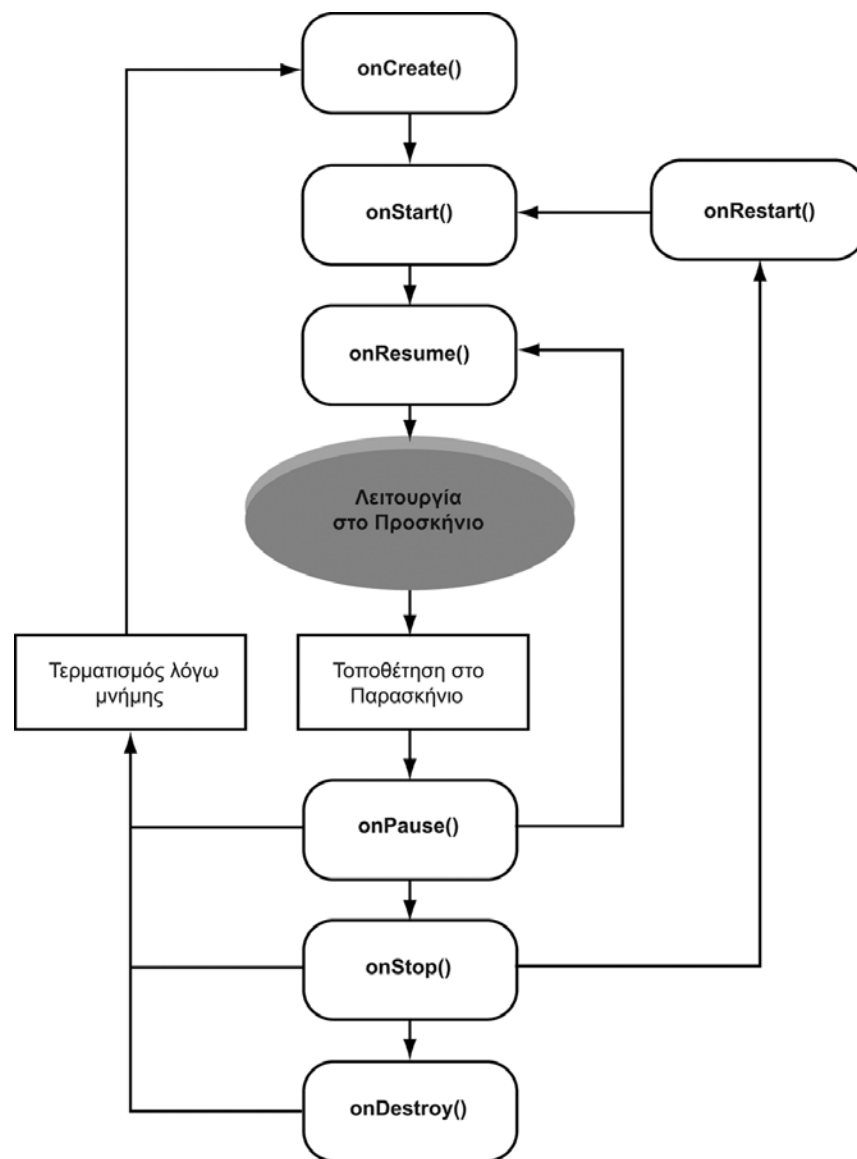 onCreate()
onStart()
onRestart()
onResume()
Λειτουργία
στο Προσκήνιο
Τερματισμός λόγω
μνήμης
Τοποθέτηση στο
Παρασκήνιο
onPause()
onStop()
onDestroy()